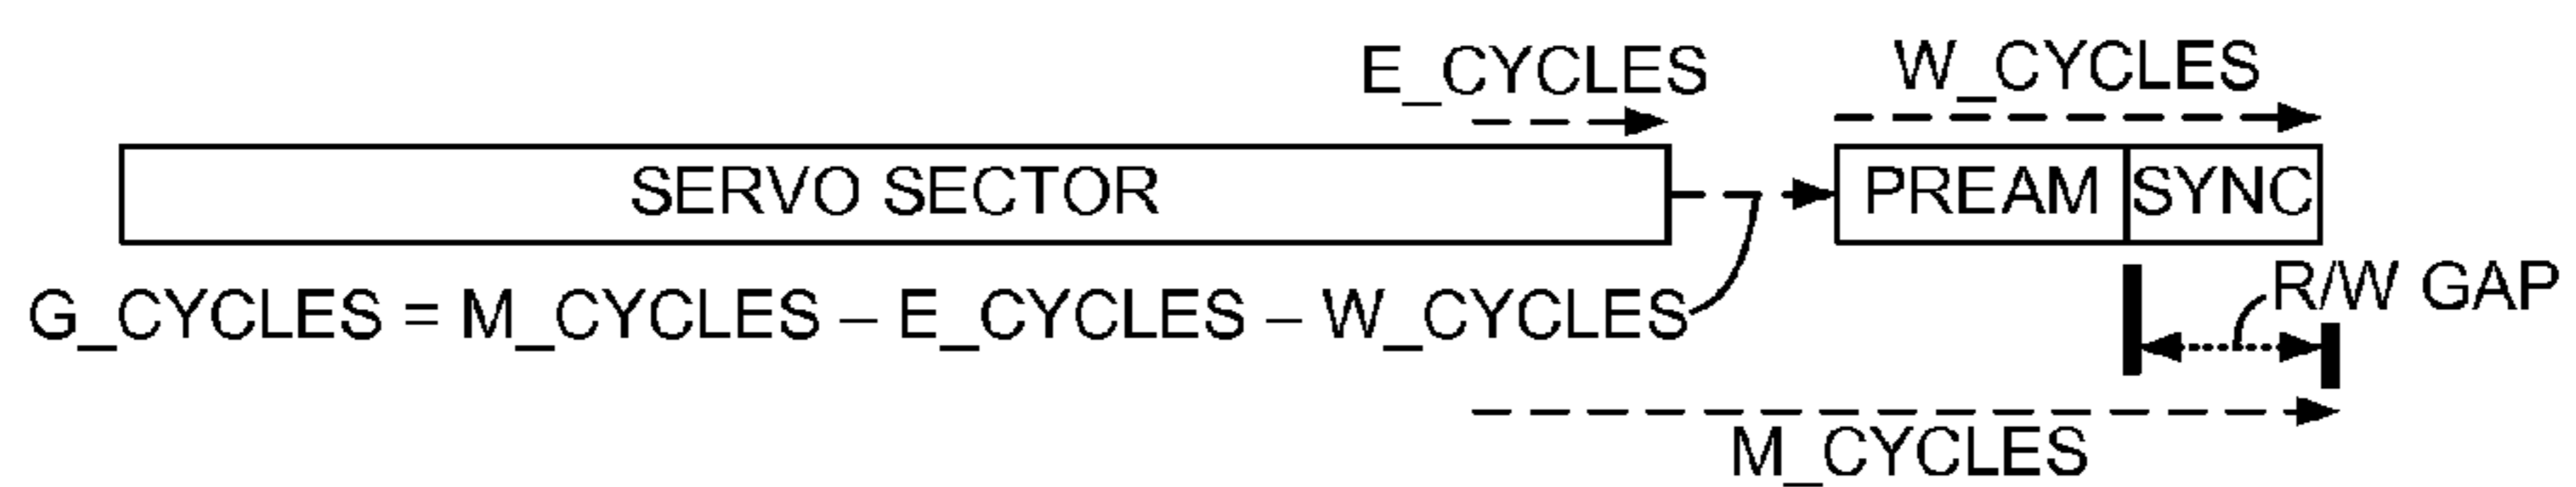 E_CYCLES
W_CYCLES
SERVO SECTOR
PREAM
SYNC
G_CYCLES = M_CYCLES – E_CYCLES – W_CYCLES
R/W GAP
M_CYCLES